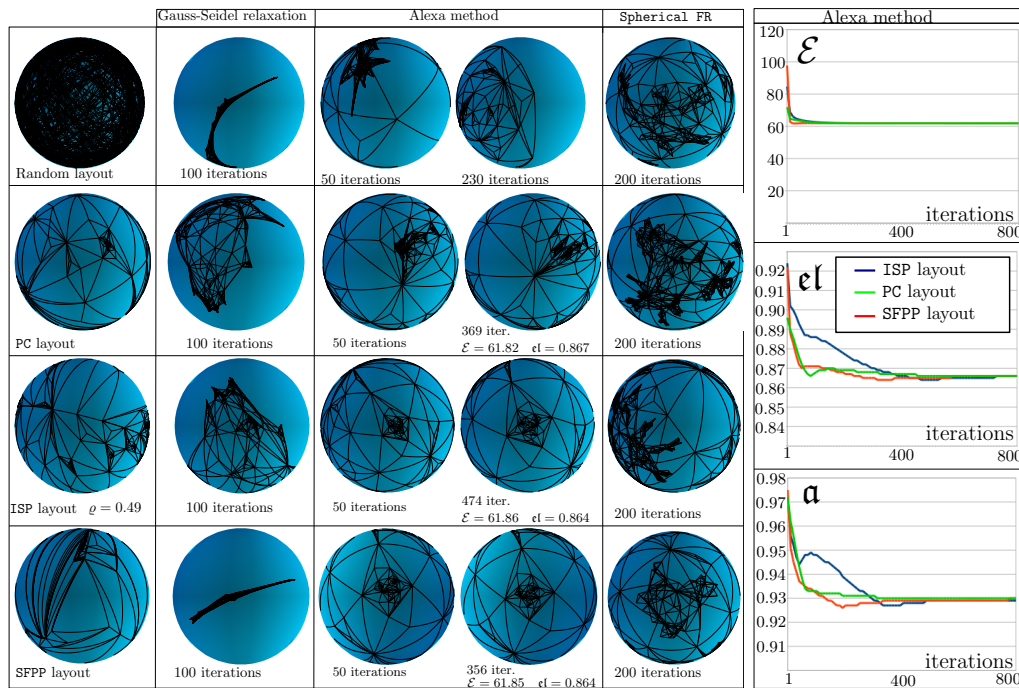 Gauss-Seidel relaxation Alexa method Spherical FR
Random layout 100 iterations 50 iterations 230 iterations 200 iterations
PC layout 100 iterations 50 iterations 369 iter. 200 iterations
ℰ = 61.82 𝔢𝔩 = 0.867
ISP layout ϱ = 0.49 100 iterations 50 iterations 474 iter. 200 iterations
ℰ = 61.86 𝔢𝔩 = 0.864
SFPP layout 100 iterations 50 iterations 356 iter. 200 iterations
ℰ = 61.85 𝔢𝔩 = 0.864
Alexa method
ℰ
120
100
80
60
40
20
iterations
1 400 800
𝔢𝔩
0.92
0.91
0.90
0.89
0.88
0.87
0.86
0.85
0.84
ISP layout
PC layout
SFPP layout
iterations
1 400 800
𝔞
0.98
0.97
0.96
0.95
0.94
0.93
0.92
0.91
iterations
1 400 800